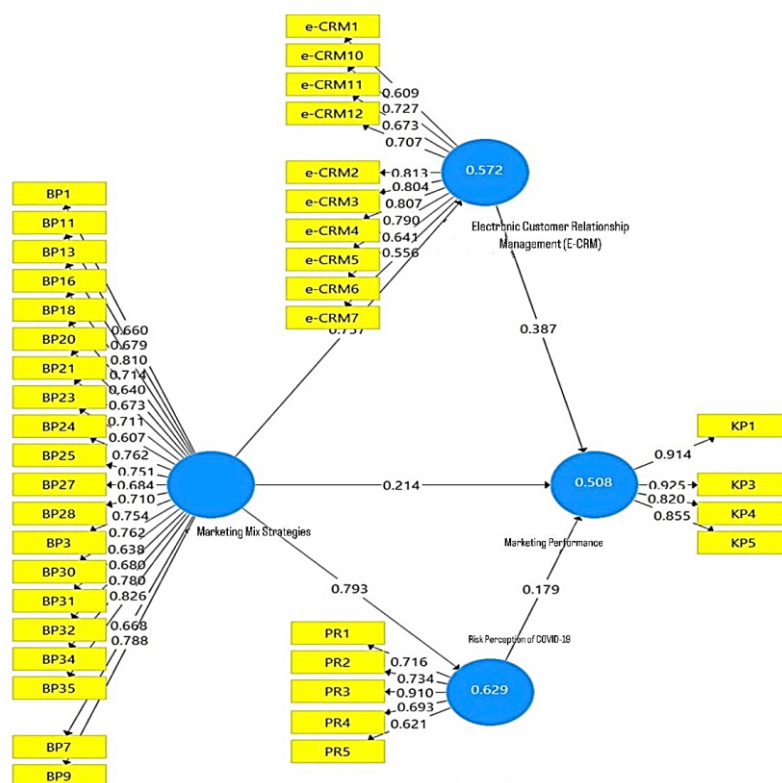 e-CRM1
e-CRM10
e-CRM11
e-CRM12
0.609
0.727
0.673
0.707
e-CRM2
e-CRM3
e-CRM4
e-CRM5
e-CRM6
e-CRM7
0.813
0.804
0.807
0.790
0.641
0.556
0.572
Electronic Customer Relationship
Management (E-CRM)
0.757
0.387
BP1
BP11
BP13
BP16
BP18
BP20
BP21
BP23
BP24
BP25
BP27
BP28
BP3
BP30
BP31
BP32
BP34
BP35
BP7
BP9
0.660
0.679
0.810
0.714
0.640
0.673
0.711
0.607
0.762
0.751
0.684
0.710
0.754
0.762
0.638
0.680
0.780
0.826
0.668
0.788
Marketing Mix Strategies
0.214
0.793
0.508
Marketing Performance
0.914
0.925
0.820
0.855
KP1
KP3
KP4
KP5
0.179
Risk Perception of COVID-19
0.629
PR1
PR2
PR3
PR4
PR5
0.716
0.734
0.910
0.693
0.621